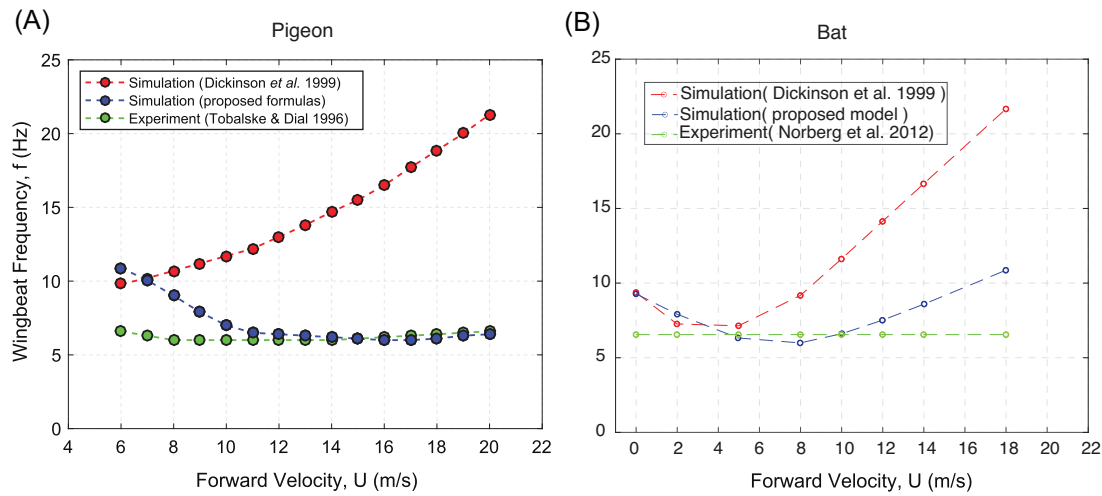 (A)
Pigeon
25
20
15
10
5
0
Wingbeat Frequency, f (Hz)
Simulation (Dickinson et al. 1999)
Simulation (proposed formulas)
Experiment (Tobalske & Dial 1996)
4 6 8 10 12 14 16 18 20 22
Forward Velocity, U (m/s)
(B)
Bat
25
20
15
10
5
0
Simulation( Dickinson et al. 1999 )
Simulation( proposed model )
Experiment( Norberg et al. 2012)
0 2 4 6 8 10 12 14 16 18 20 22
Forward Velocity, U (m/s)